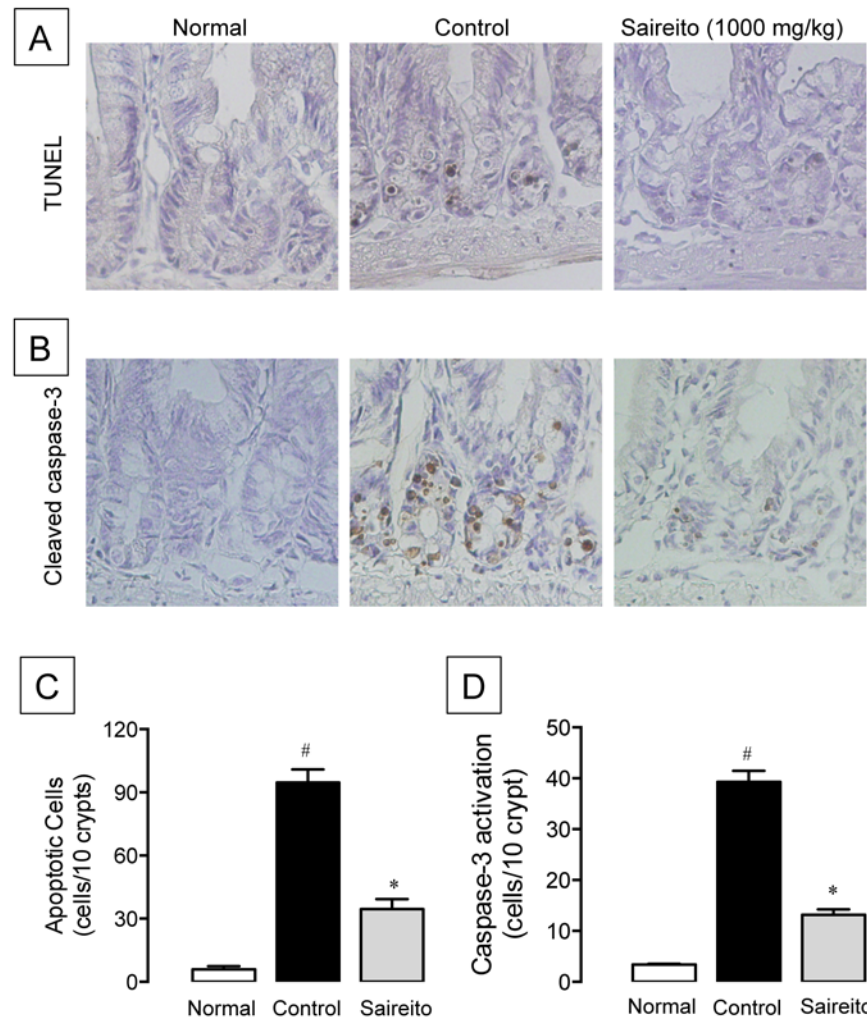 A
Normal
Control
Saireito (1000 mg/kg)
TUNEL
B
Cleaved caspase-3
C
Apoptotic Cells
(cells/10 crypts)
120
90
60
30
0
#
*
Normal
Control
Saireito
D
Caspase-3 activation
(cells/10 crypt)
50
40
30
20
10
0
#
*
Normal
Control
Saireito